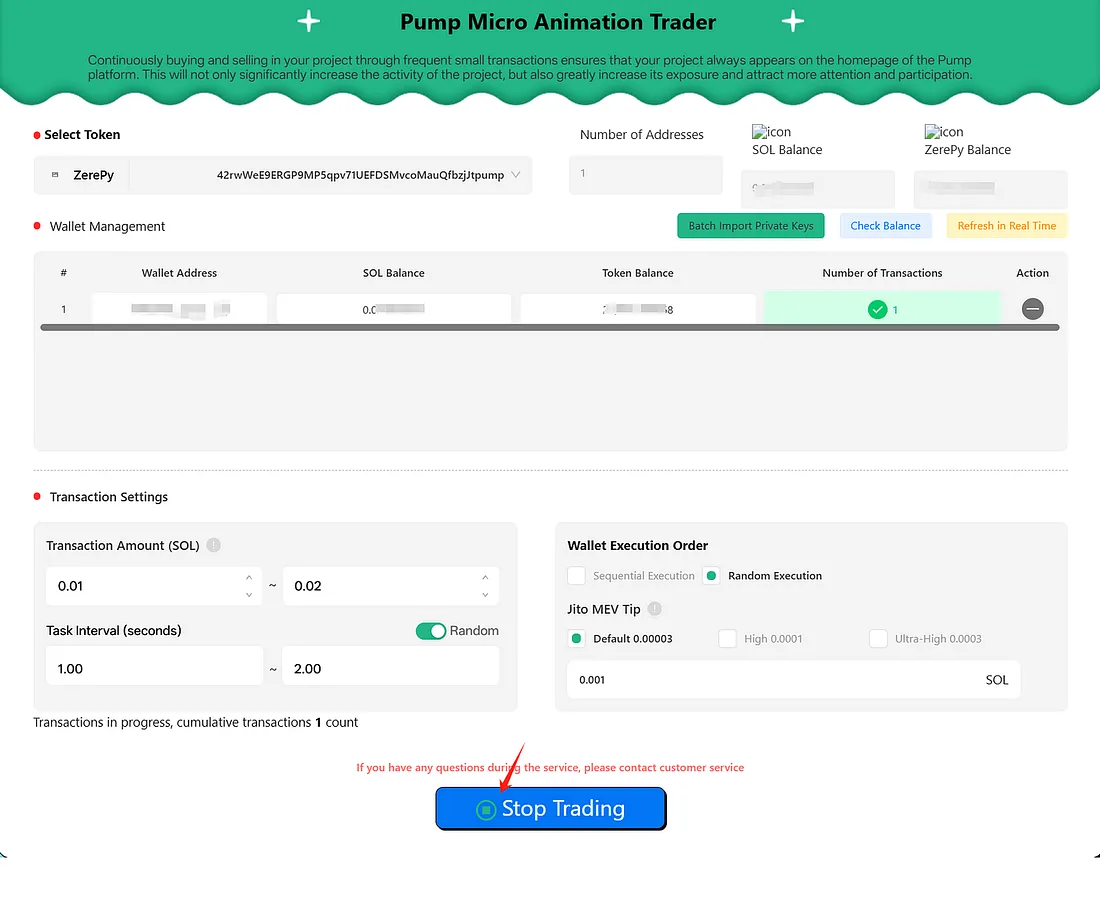 Pump Micro Animation Trader
Continuously buying and selling in your project through frequent small transactions ensures that your project always appears on the homepage of the Pump
platform. This will not only significantly increase the activity of the project, but also greatly increase its exposure and attract more attention and participation.
Select Token
Number of Addresses
icon
SOL Balance
icon
ZerePy Balance
ZerePy
42rwWeE9ERGP9MP5qpv71UEFDSMvcoMauQfbzjJtpump
1
Wallet Management
Batch Import Private Keys
Check Balance
Refresh in Real Time
# Wallet Address SOL Balance Token Balance Number of Transactions Action
1 1
Transaction Settings
Transaction Amount (SOL)
0.01 ~ 0.02
Task Interval (seconds) Random
1.00 ~ 2.00
Wallet Execution Order
Sequential Execution Random Execution
Jito MEV Tip
Default 0.00003 High 0.0001 Ultra-High 0.0003
0.001 SOL
Transactions in progress, cumulative transactions 1 count
If you have any questions during the service, please contact customer service
Stop Trading